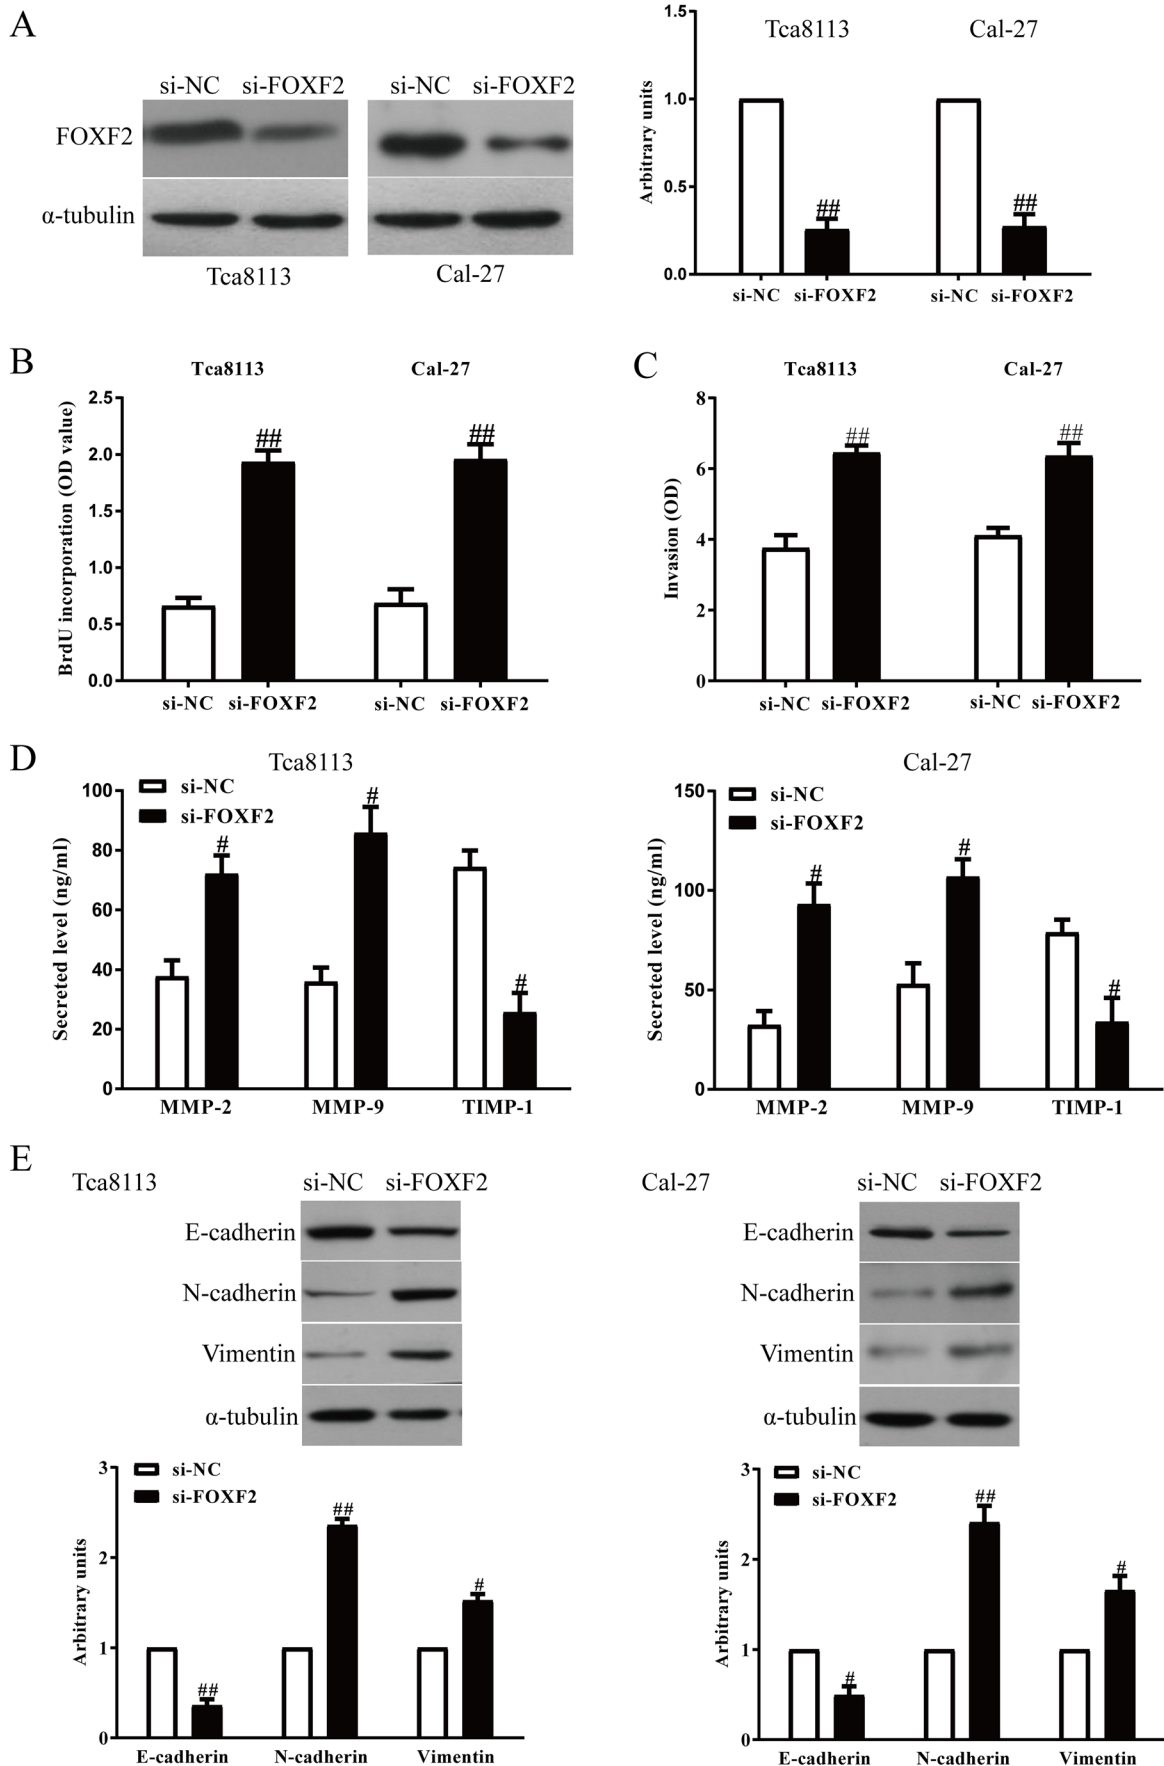 A
si-NC si-FOXF2
si-NC si-FOXF2
FOXF2
α-tubulin
Tca8113
Cal-27
Tca8113
Cal-27
Arbitrary units
1.5
1.0
0.5
0.0
##
##
si-NC si-FOXF2
si-NC si-FOXF2
B
Tca8113
Cal-27
BrdU incorporation (OD value)
2.5
2.0
1.5
1.0
0.5
0.0
##
##
si-NC si-FOXF2
si-NC si-FOXF2
C
Tca8113
Cal-27
Invasion (OD)
8
6
4
2
0
##
##
si-NC si-FOXF2
si-NC si-FOXF2
D
Tca8113
si-NC
si-FOXF2
Secreted level (ng/ml)
100
80
60
40
20
0
#
#
#
MMP-2
MMP-9
TIMP-1
Cal-27
si-NC
si-FOXF2
Secreted level (ng/ml)
150
100
50
0
#
#
#
MMP-2
MMP-9
TIMP-1
E
Tca8113
si-NC si-FOXF2
E-cadherin
N-cadherin
Vimentin
α-tubulin
si-NC
si-FOXF2
Arbitrary units
3
2
1
0
##
##
#
E-cadherin
N-cadherin
Vimentin
Cal-27
si-NC si-FOXF2
E-cadherin
N-cadherin
Vimentin
α-tubulin
si-NC
si-FOXF2
Arbitrary units
3
2
1
0
#
##
#
E-cadherin
N-cadherin
Vimentin